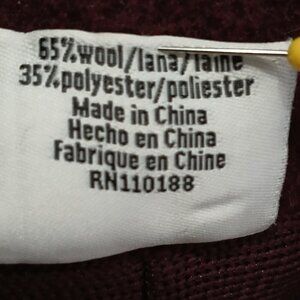 65%wool/lana/laine
35%polyester/poliester
Made in China
Hecho en China
Fabrique en Chine
RN110188